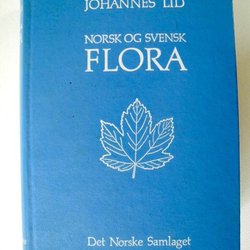 JOHANNES LID
NORSK OG SVENSK
FLORA
Det Norske Samlaget